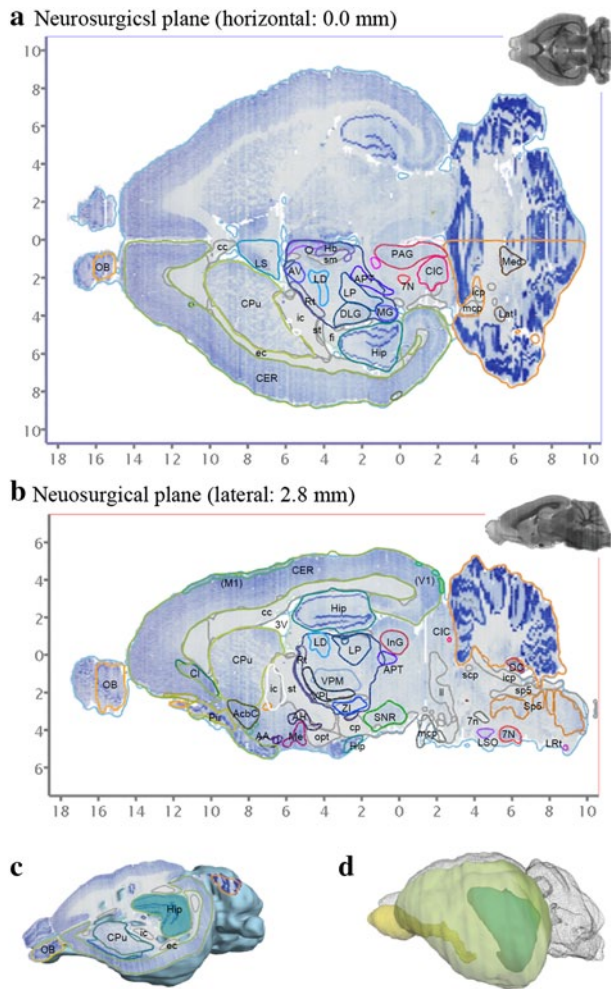 a Neurosurgicsl plane (horizontal: 0.0 mm)
10
8
6
4
2
0
2
4
6
8
10
cc
LS
Hb
sm
AV
LD
APT
LP
Rt
DLG
MG
PAG
CIC
7N
Med
icp
mcp
Lat
OB
CPu
ic
st
fi
Hip
ec
CER
18 16 14 12 10 8 6 4 2 0 2 4 6 8 10
b Neuosurgical plane (lateral: 2.8 mm)
6
4
2
0
2
4
6
CER
(M1)
(V1)
cc
Hip
3V
CIC
LD
LP
InG
APT
Rt
CPu
Cl
OB
ic
st
VPM
VPL
ZI
ll
scp
icp
DC
sp5
Sp5
Pu
AcbC
AH
SNR
AA
Me
opt
cp
Hip
mcp
7n
LSO
7N
LRt
18 16 14 12 10 8 6 4 2 0 2 4 6 8 10
c
d
Hip
CPu
ic
ec
OB